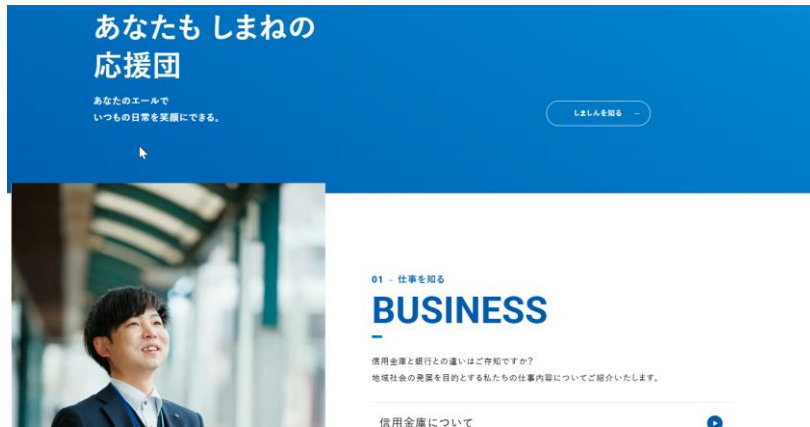 あなたも しまねの
応援団
あなたのエールで
いつもの日常を笑顔にできる。
しましんを知る
01 - 仕事を知る
BUSINESS
信用金庫と銀行との違いはご存知ですか？
地域社会の発展を目的とする私たちの仕事内容についてご紹介いたします。
信用金庫について